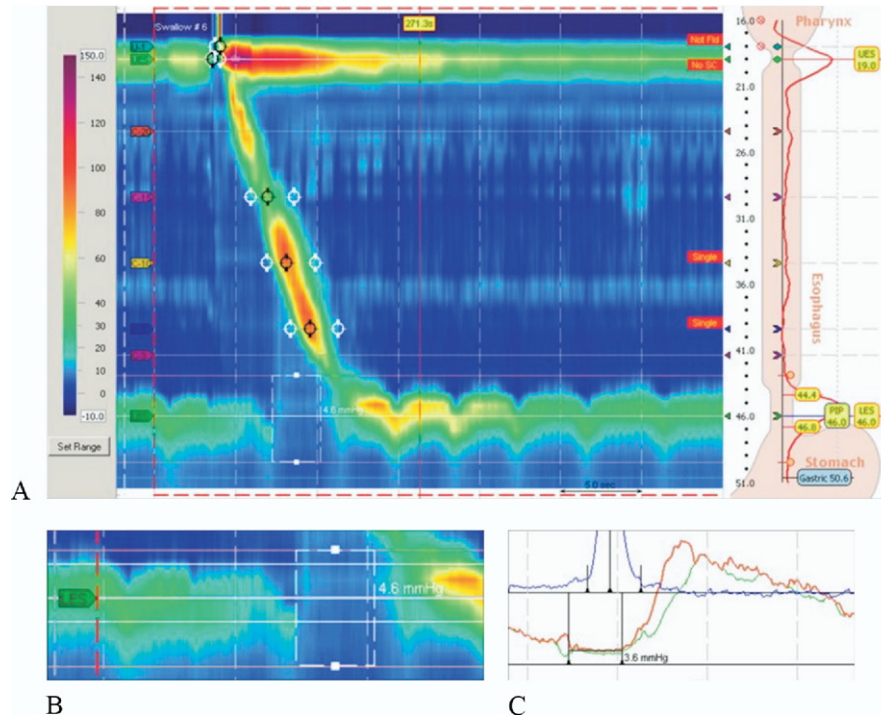 Swallow # 6
271.3s
150.0
140
120
100
80
60
50
40
30
20
10
0
-10.0
Set Range
Not Fld
No SC
Single
Single
4.6 mmHg
5.0 sec
16.0
21.0
26.0
31.0
36.0
41.0
46.0
51.0
Pharynx
UES
19.0
Esophagus
44.4
PIP
46.0
LES
46.0
46.8
Stomach
Gastric 50.6
A
LES
4.6 mmHg
3.6 mmHg
B
C